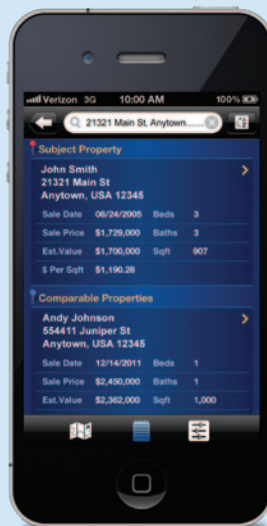 Verizon 3G 10:00 AM 100%
21321 Main St, Anytown......
Subject Property
John Smith
21321 Main St
Anytown, USA 12345
Sale Date 06/24/2005 Beds 3
Sale Price $1,729,000 Baths 3
Est.Value $1,700,000 Sqft 907
$ Per Sqft $1,190.28
Comparable Properties
Andy Johnson
554411 Juniper St
Anytown, USA 12345
Sale Date 12/14/2011 Beds 1
Sale Price $2,450,000 Baths 1
Est.Value $2,362,000 Sqft 1,000